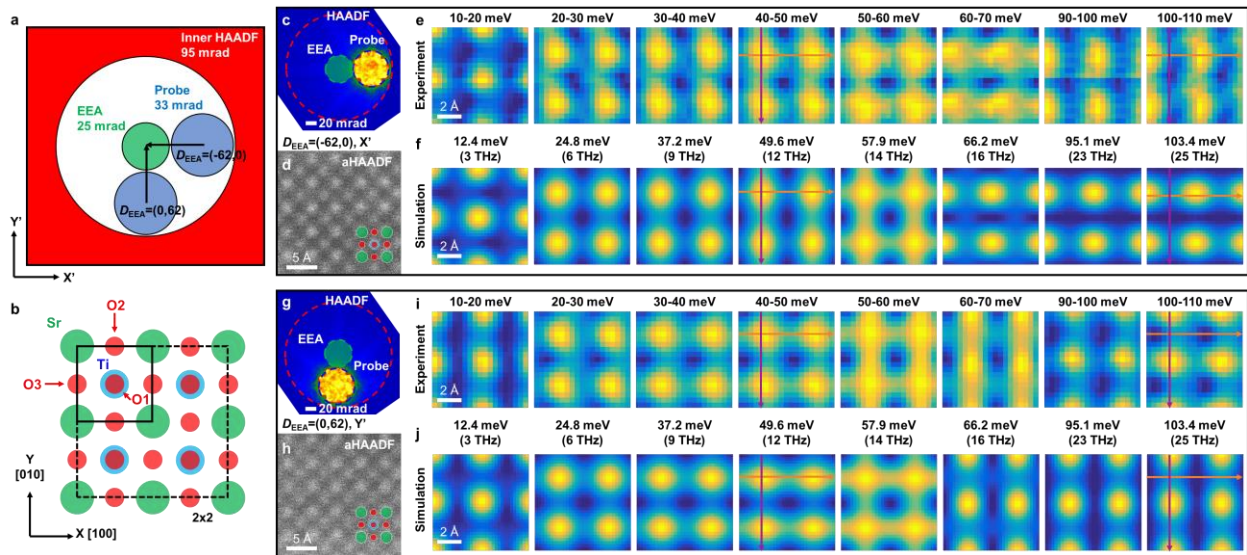 a
Inner HAADF
95 mrad
Probe
33 mrad
EEA
25 mrad
D_EEA=(-62,0)
D_EEA=(0,62)
Y'
X'
b
O2
Sr
Ti
O3
O1
Y
[010]
X [100]
2x2
c
HAADF
Probe
EEA
20 mrad
D_EEA=(-62,0), X'
d
aHAADF
5 Å
e
10-20 meV 20-30 meV 30-40 meV 40-50 meV 50-60 meV 60-70 meV 90-100 meV 100-110 meV
Experiment
2 Å
f
12.4 meV 24.8 meV 37.2 meV 49.6 meV 57.9 meV 66.2 meV 95.1 meV 103.4 meV
(3 THz) (6 THz) (9 THz) (12 THz) (14 THz) (16 THz) (23 THz) (25 THz)
Simulation
2 Å
g
HAADF
EEA
Probe
20 mrad
D_EEA=(0,62), Y'
h
aHAADF
5 Å
i
10-20 meV 20-30 meV 30-40 meV 40-50 meV 50-60 meV 60-70 meV 90-100 meV 100-110 meV
Experiment
2 Å
j
12.4 meV 24.8 meV 37.2 meV 49.6 meV 57.9 meV 66.2 meV 95.1 meV 103.4 meV
(3 THz) (6 THz) (9 THz) (12 THz) (14 THz) (16 THz) (23 THz) (25 THz)
Simulation
2 Å